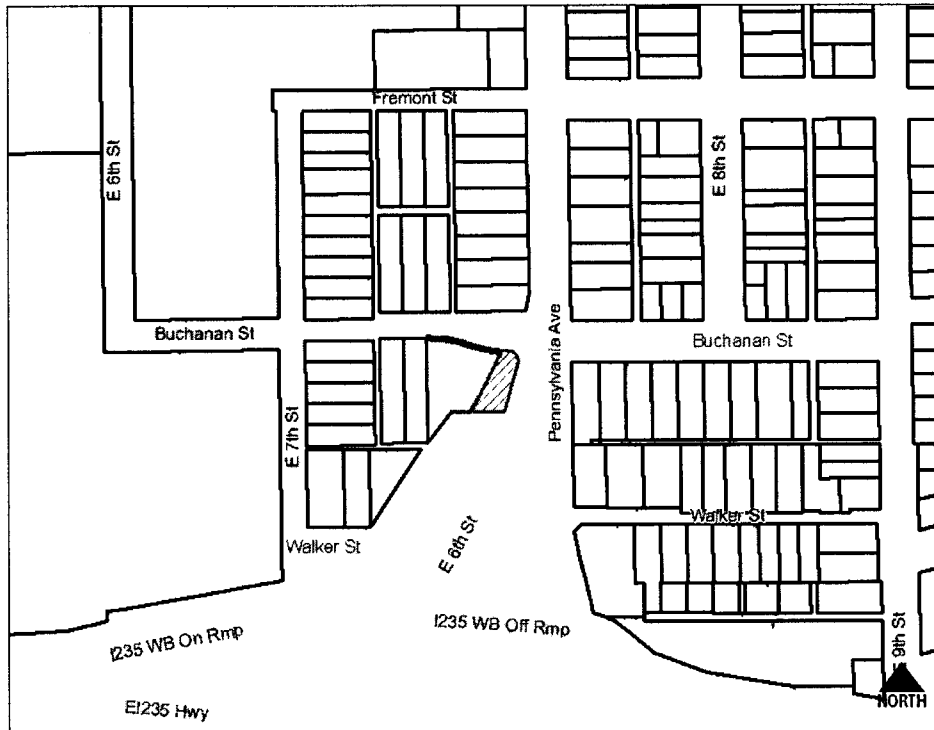 Fremont St
E 6th St
E 8th St
Buchanan St
Pennsylvania Ave
Buchanan St
E 7th St
Walker St
Walker St
E 6th St
I235 WB On Rmp
I235 WB Off Rmp
E 9th St
NORTH
EI235 Hwy